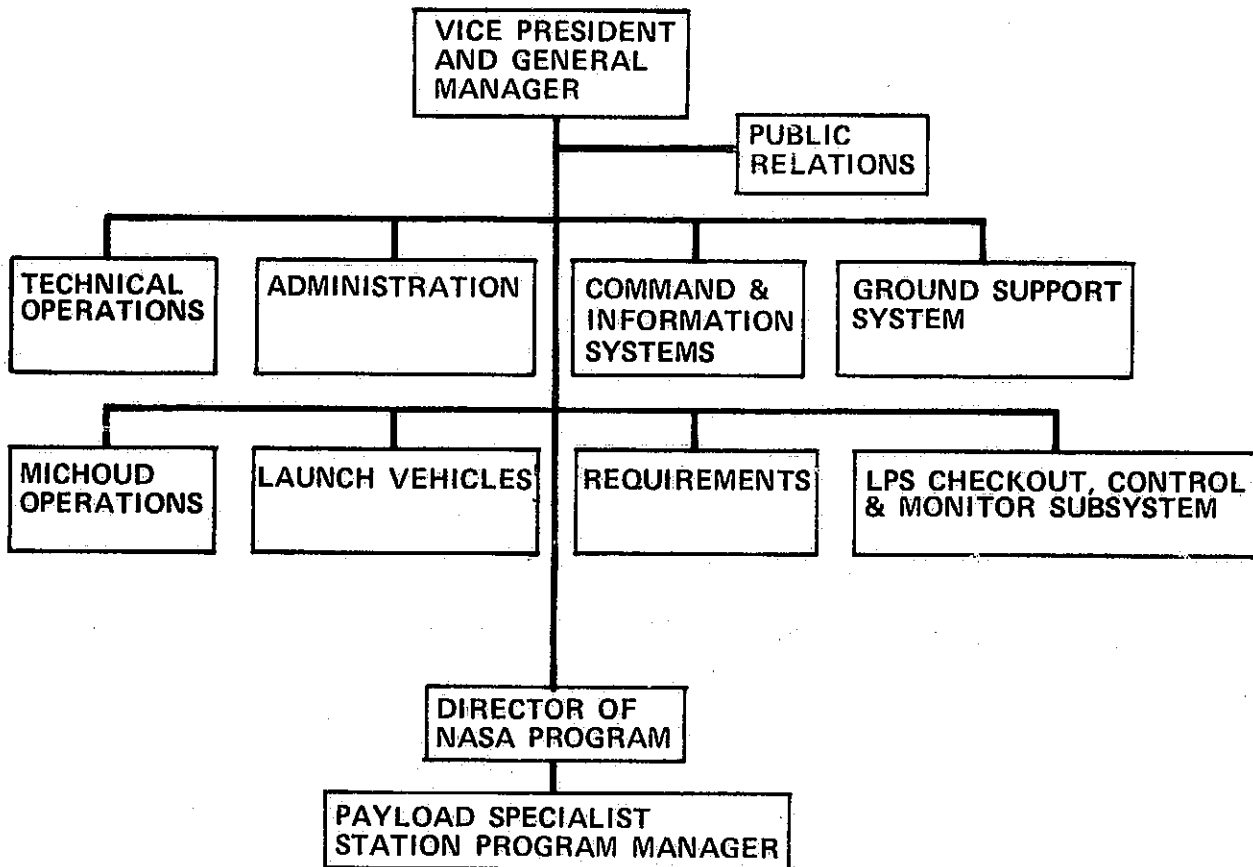 VICE PRESIDENT
AND GENERAL
MANAGER
PUBLIC
RELATIONS
TECHNICAL
OPERATIONS
ADMINISTRATION
COMMAND &
INFORMATION
SYSTEMS
GROUND SUPPORT
SYSTEM
MICHOUD
OPERATIONS
LAUNCH VEHICLES
REQUIREMENTS
LPS CHECKOUT, CONTROL
& MONITOR SUBSYSTEM
DIRECTOR OF
NASA PROGRAM
PAYLOAD SPECIALIST
STATION PROGRAM MANAGER